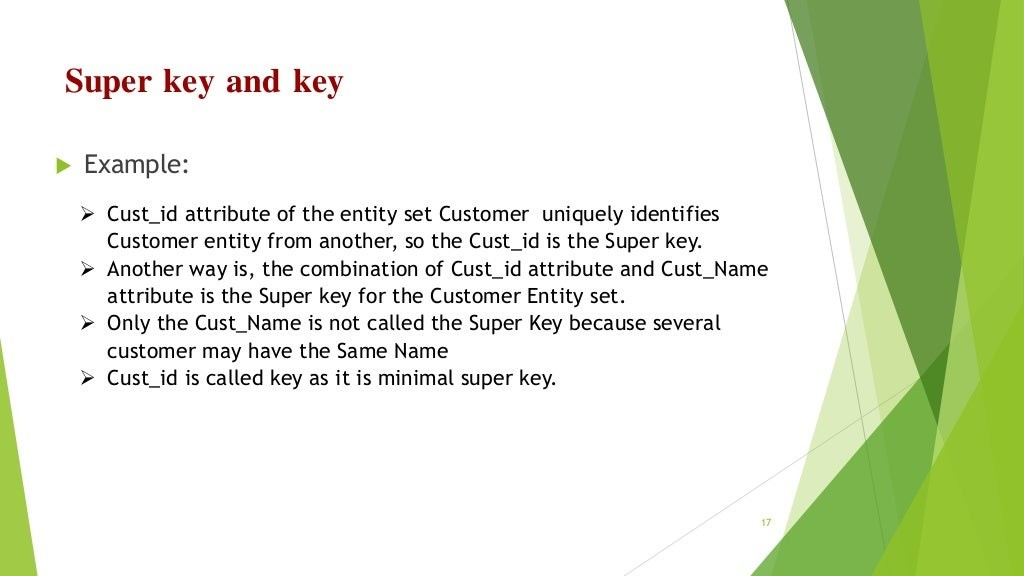 Super key and key
Example:
Cust_id attribute of the entity set Customer  uniquely identifies
Customer entity from another, so the Cust_id is the Super key.
Another way is, the combination of Cust_id attribute and Cust_Name
attribute is the Super key for the Customer Entity set.
Only the Cust_Name is not called the Super Key because several
customer may have the Same Name
Cust_id is called key as it is minimal super key.
17